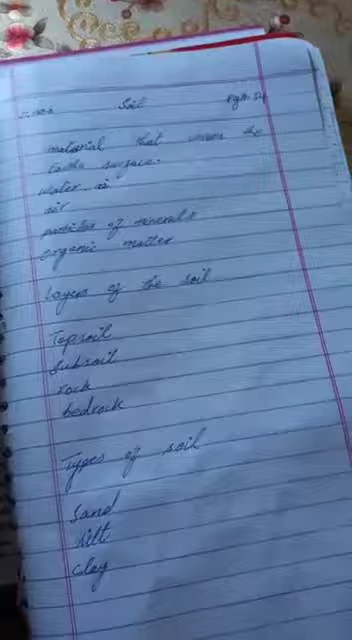 Soil
material that covers the
Earths surface.
water
air
particles of minerals
organic matter
Layers of the soil
Topsoil
Subsoil
rock
bedrock
Types of soil
Sand
silt
clay